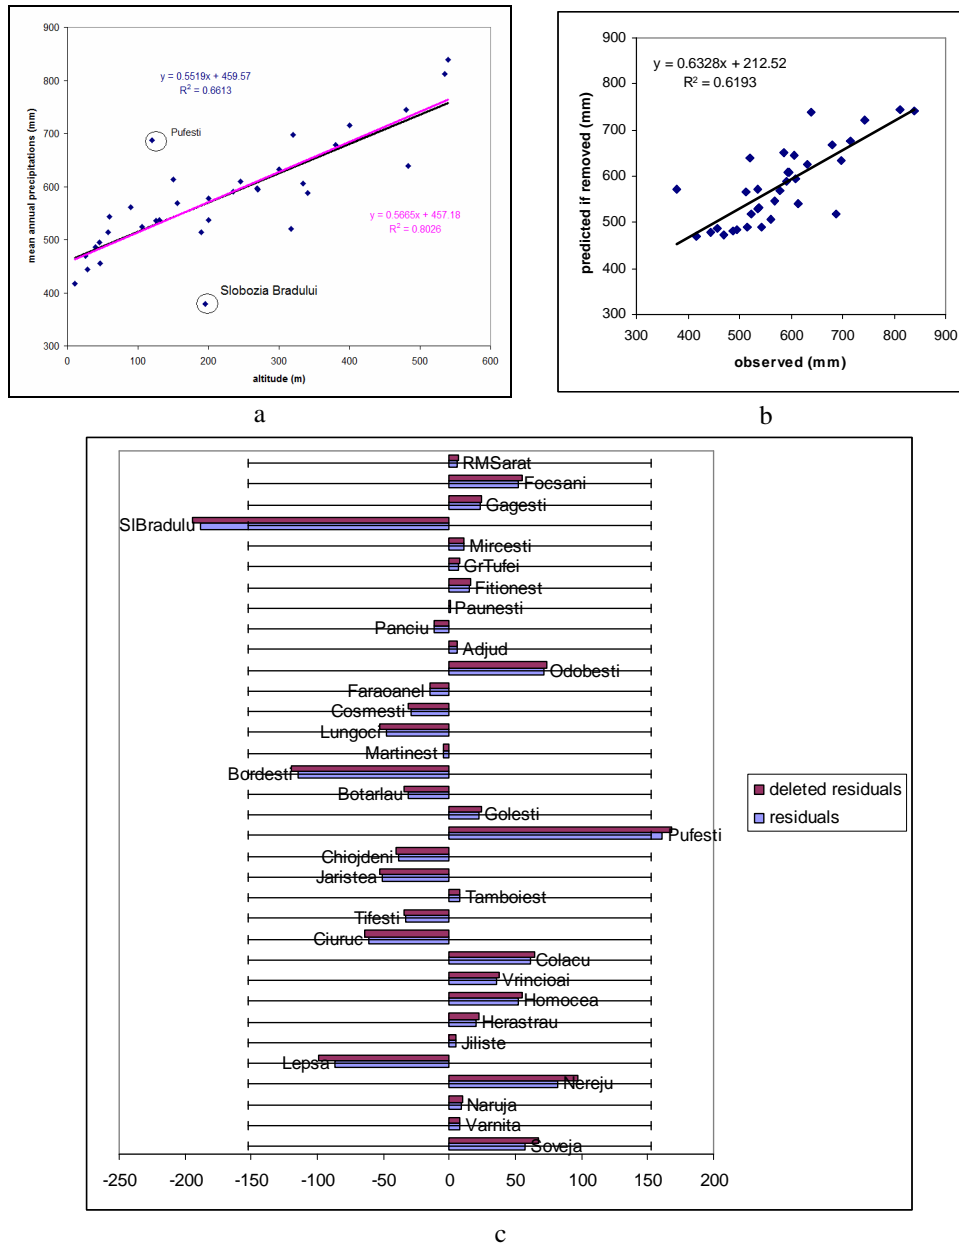 900
800
700
600
500
400
300
0
100
200
300
400
500
600
mean annual precipitations (mm)
altitude (m)
y = 0.5519x + 459.57
R² = 0.6613
Pufesti
y = 0.5665x + 457.18
R² = 0.8026
Slobozia Bradului
a
900
800
700
600
500
400
300
300
400
500
600
700
800
900
predicted if removed (mm)
observed (mm)
y = 0.6328x + 212.52
R² = 0.6193
b
RMSarat
Focsani
Gagesti
SlBradulu
Mircesti
GrTufei
Fitionest
Paunesti
Panciu
Adjud
Odobesti
Faraoanel
Cosmesti
Lungoci
Martinest
Bordesti
Botarlau
Golesti
Pufesti
Chiojdeni
Jaristea
Tamboiest
Tifesti
Ciuruc
Colacu
Vrincioai
Homocea
Herastrau
Jiliste
Lepsa
Nereju
Naruja
Varnita
Soveja
-250
-200
-150
-100
-50
0
50
100
150
200
deleted residuals
residuals
c